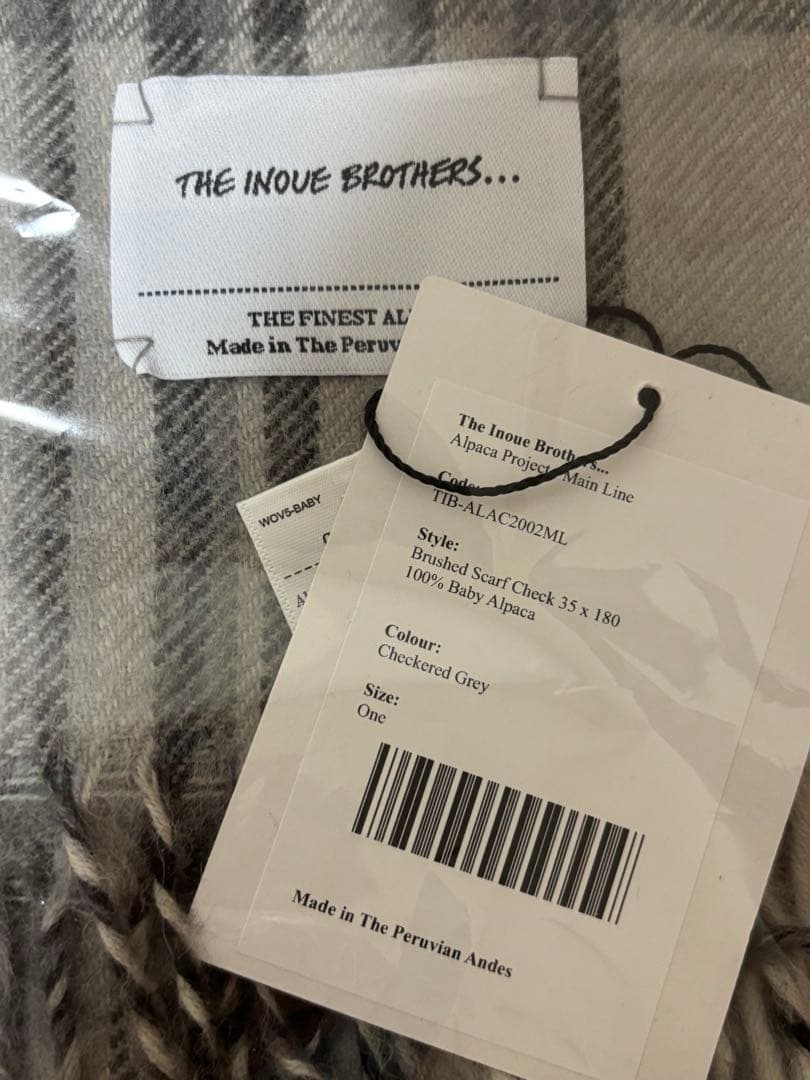 THE INOUE BROTHERS...
THE FINEST AL
Made in The Peruv
The Inoue Broth s...
Alpaca Project Main Line
Code:
TIB-ALAC2002ML
Style:
Brushed Scarf Check 35 x 180
100% Baby Alpaca
WOV5-BABY
Colour:
Checkered Grey
Size:
One
Made in The Peruvian Andes